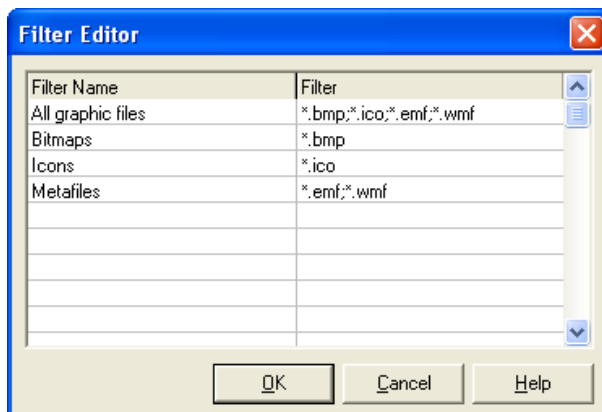 Filter Editor
Filter Name Filter
All graphic files *.bmp;*.ico;*.emf;*.wmf
Bitmaps *.bmp
Icons *.ico
Metafiles *.emf;*.wmf
OK Cancel Help